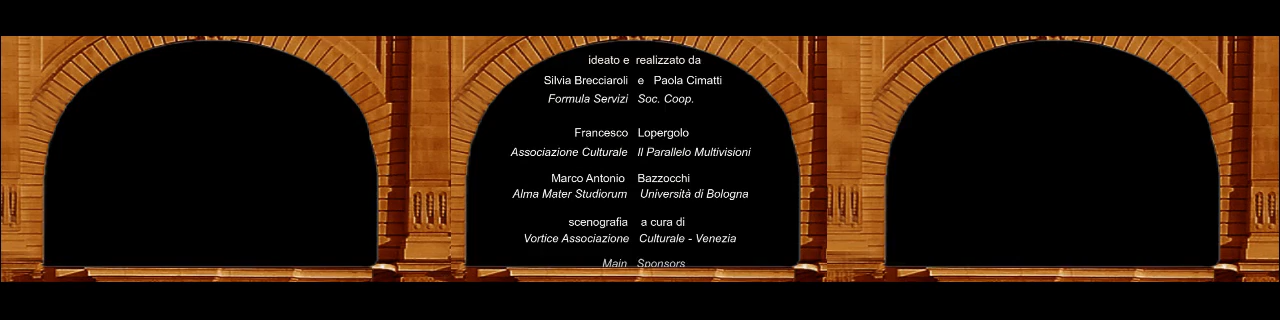 ideato e realizzato da
Silvia Brecciaroli e Paola Cimatti
Formula Servizi Soc. Coop.
Francesco Lopergolo
Associazione Culturale Il Parallelo Multivisioni
Marco Antonio Bazzocchi
Alma Mater Studiorum Università di Bologna
scenografia a cura di
Vortice Associazione Culturale - Venezia
Main Sponsors